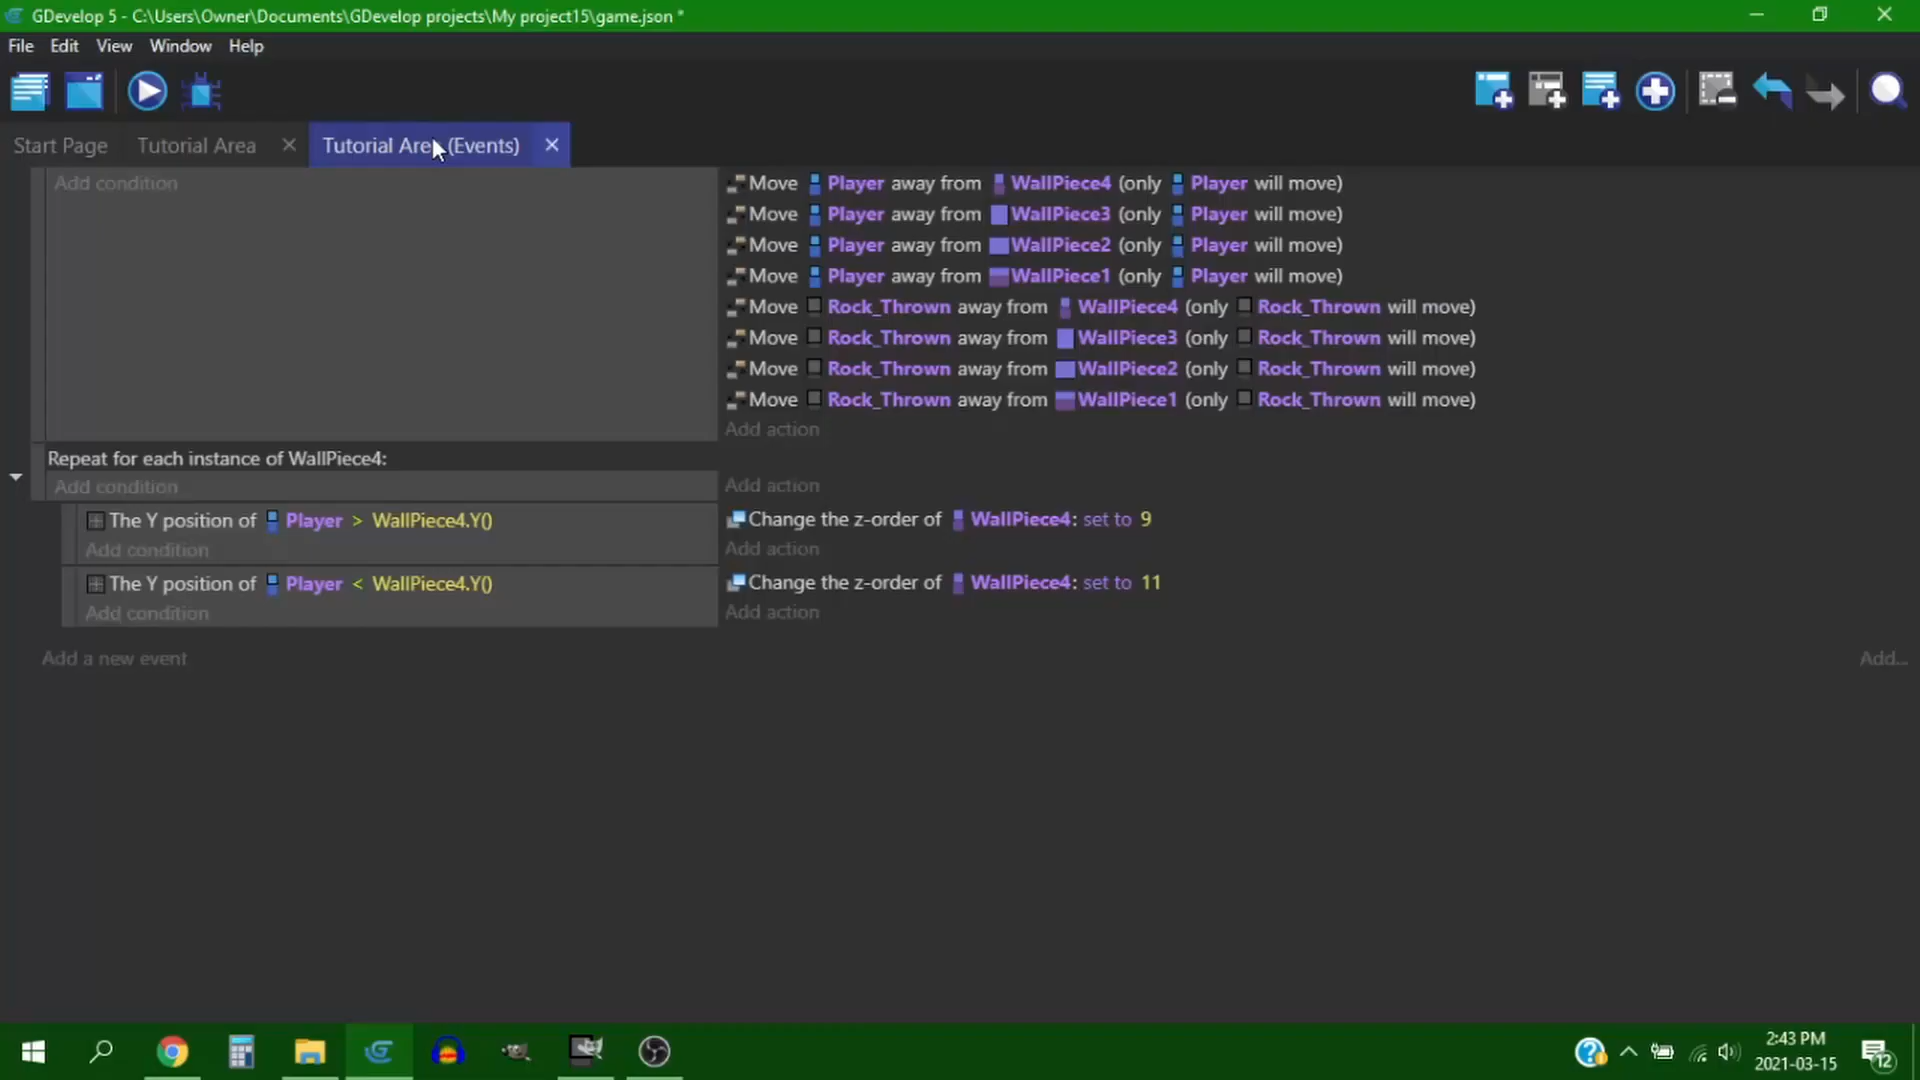 GDevelop 5 - C:\Users\Owner\Documents\GDevelop projects\My project15\game.json *
File Edit View Window Help
Start Page Tutorial Area Tutorial Area (Events)
Add condition
Move Player away from WallPiece4 (only Player will move)
Move Player away from WallPiece3 (only Player will move)
Move Player away from WallPiece2 (only Player will move)
Move Player away from WallPiece1 (only Player will move)
Move Rock_Thrown away from WallPiece4 (only Rock_Thrown will move)
Move Rock_Thrown away from WallPiece3 (only Rock_Thrown will move)
Move Rock_Thrown away from WallPiece2 (only Rock_Thrown will move)
Move Rock_Thrown away from WallPiece1 (only Rock_Thrown will move)
Add action
Repeat for each instance of WallPiece4:
Add condition Add action
The Y position of Player > WallPiece4.Y() Change the z-order of WallPiece4: set to 9
Add condition Add action
The Y position of Player < WallPiece4.Y() Change the z-order of WallPiece4: set to 11
Add condition Add action
Add a new event Add...
2:43 PM
2021-03-15
12